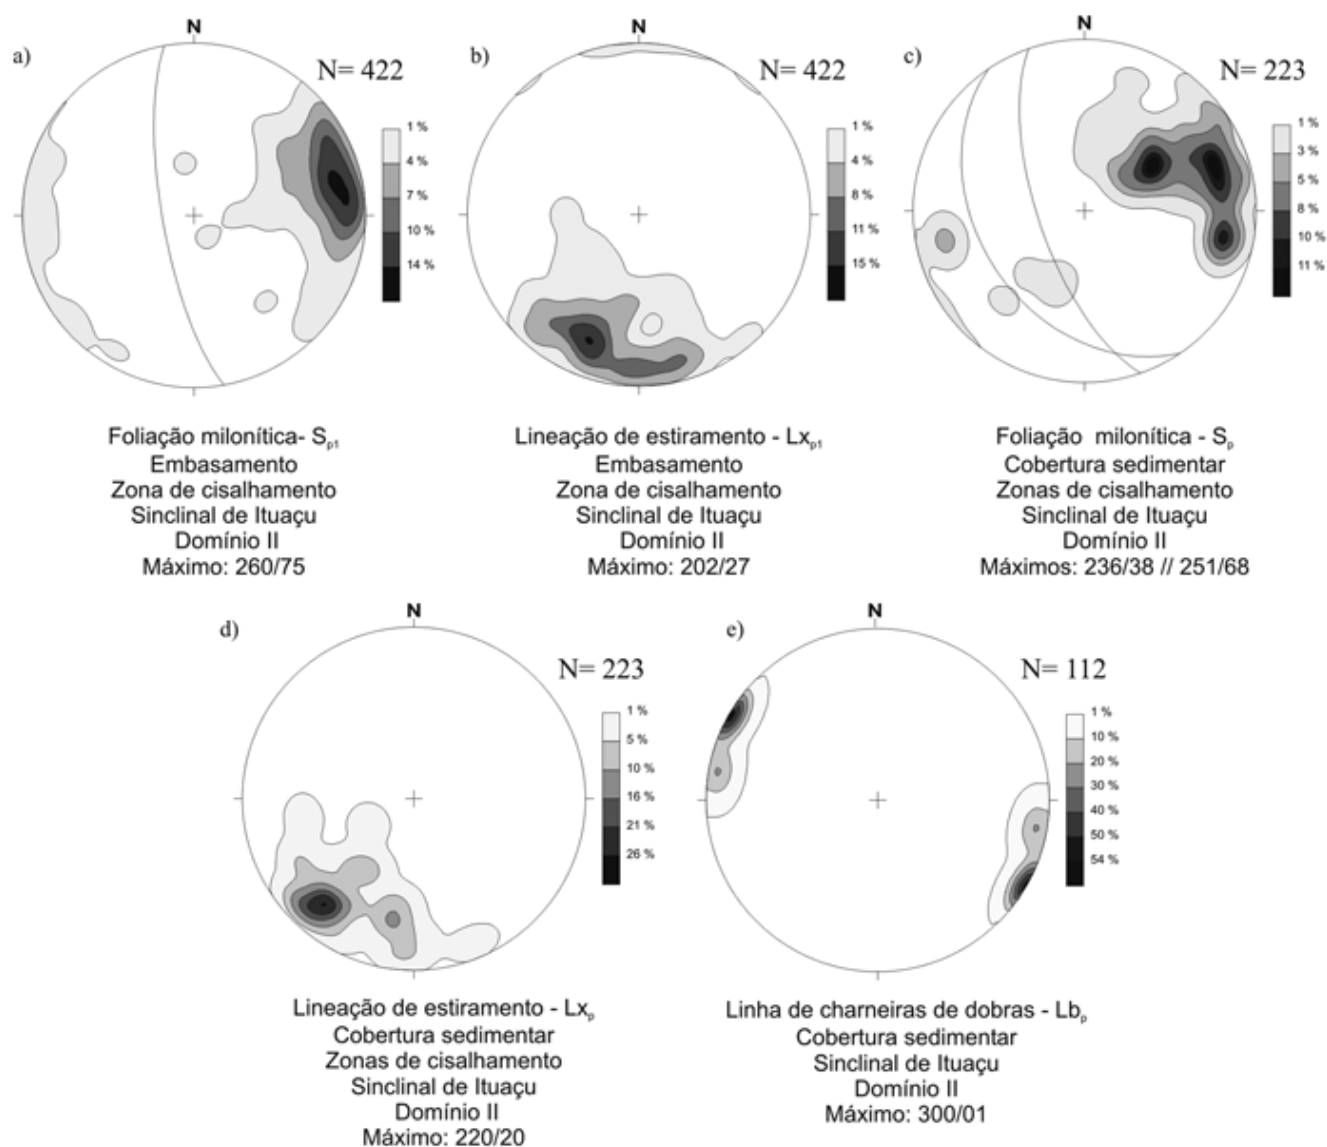 N
a)
N= 422
1 %
4 %
7 %
10 %
14 %
Foliação milonítica- Sp1
Embasamento
Zona de cisalhamento
Sinclinal de Ituaçu
Domínio II
Máximo: 260/75
N
b)
N= 422
1 %
4 %
8 %
11 %
15 %
Lineação de estiramento - Lxp1
Embasamento
Zona de cisalhamento
Sinclinal de Ituaçu
Domínio II
Máximo: 202/27
N
c)
N= 223
1 %
3 %
5 %
8 %
10 %
11 %
Foliação milonítica - Sp
Cobertura sedimentar
Zonas de cisalhamento
Sinclinal de Ituaçu
Domínio II
Máximos: 236/38 // 251/68
N
d)
N= 223
1 %
5 %
10 %
16 %
21 %
26 %
Lineação de estiramento - Lxp
Cobertura sedimentar
Zonas de cisalhamento
Sinclinal de Ituaçu
Domínio II
Máximo: 220/20
N
e)
N= 112
1 %
10 %
20 %
30 %
40 %
50 %
54 %
Linha de charneiras de dobras - Lbp
Cobertura sedimentar
Sinclinal de Ituaçu
Domínio II
Máximo: 300/01